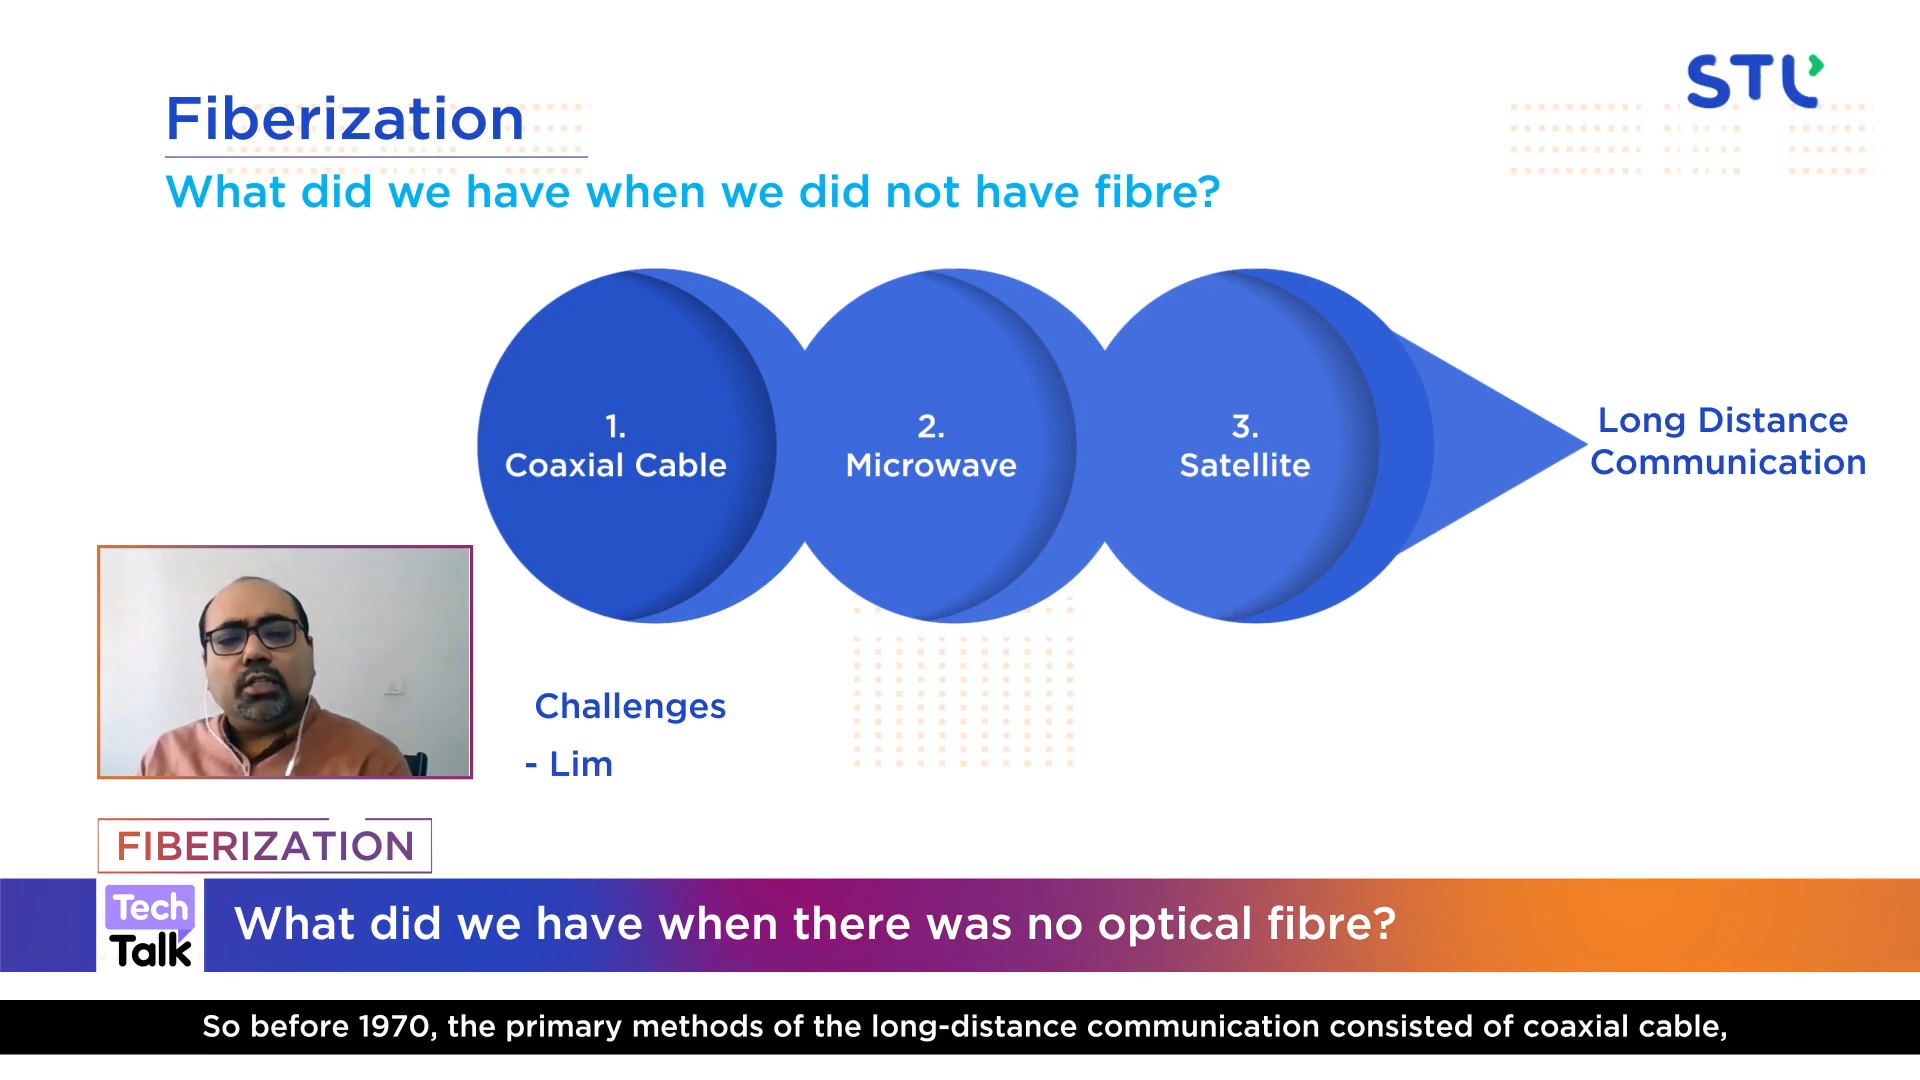 STL
Fiberization
What did we have when we did not have fibre?
1.
Coaxial Cable
2.
Microwave
3.
Satellite
Long Distance
Communication
Challenges
- Lim
FIBERIZATION
Tech
Talk
What did we have when there was no optical fibre?
So before 1970, the primary methods of the long-distance communication consisted of coaxial cable,